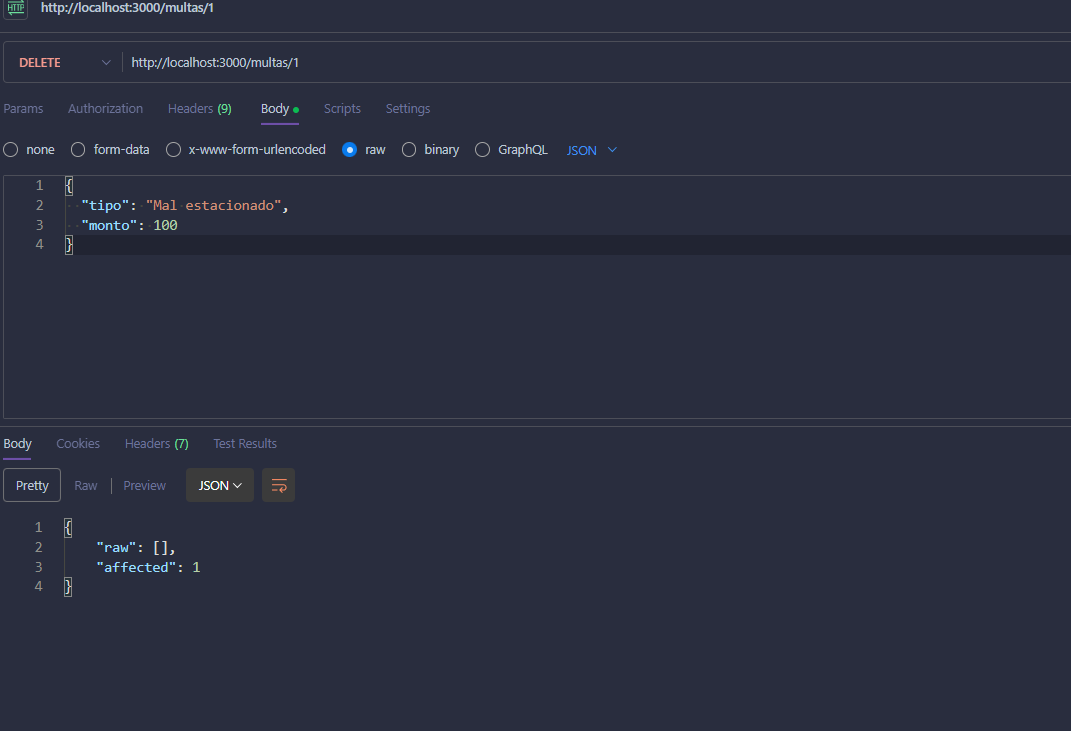 HTTP http://localhost:3000/multas/1
DELETE http://localhost:3000/multas/1
Params Authorization Headers (9) Body Scripts Settings
none form-data x-www-form-urlencoded raw binary GraphQL JSON
1 {
2 "tipo": "Mal estacionado",
3 "monto": 100
4 }
Body Cookies Headers (7) Test Results
Pretty Raw Preview JSON
1 {
2 "raw": [],
3 "affected": 1
4 }